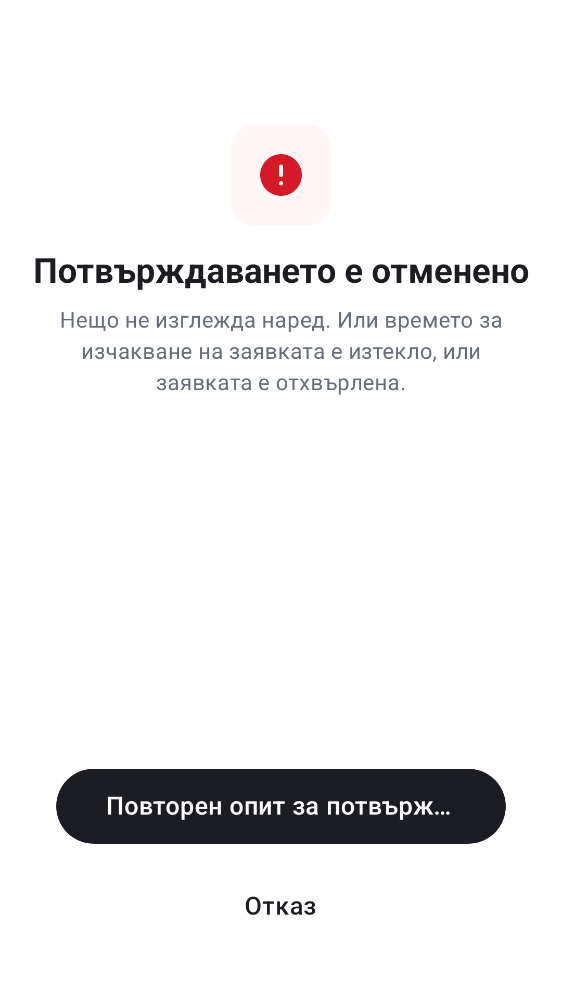 Потвърждаването е отменено
Нещо не изглежда наред. Или времето за
изчакване на заявката е изтекло, или
заявката е отхвърлена.
Повторен опит за потвърж…
Отказ